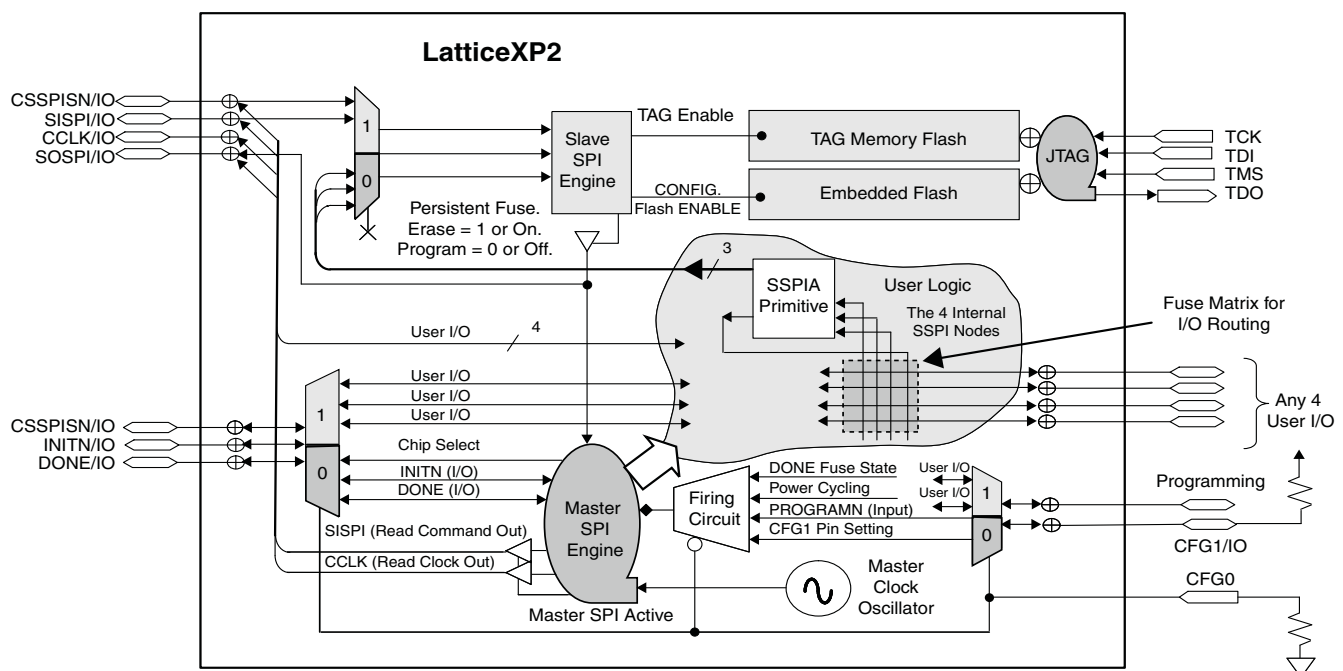 LatticeXP2
CSSPISN/IO
SISPI/IO
CCLK/IO
SOSPI/IO
1
0
Slave
SPI
Engine
TAG Enable
CONFIG.
Flash ENABLE
TAG Memory Flash
Embedded Flash
JTAG
TCK
TDI
TMS
TDO
Persistent Fuse.
Erase = 1 or On.
Program = 0 or Off.
3
SSPIA
Primitive
User Logic
The 4 Internal
SSPI Nodes
Fuse Matrix for
I/O Routing
User I/O
4
User I/O
User I/O
User I/O
1
0
CSSPISN/IO
INITN/IO
DONE/IO
Chip Select
INITN (I/O)
DONE (I/O)
SISPI (Read Command Out)
CCLK (Read Clock Out)
Master
SPI
Engine
Master SPI Active
Firing
Circuit
DONE Fuse State
Power Cycling
PROGRAMN (Input)
CFG1 Pin Setting
User I/O
User I/O
1
0
Any 4
User I/O
Programming
CFG1/IO
CFG0
Master
Clock
Oscillator